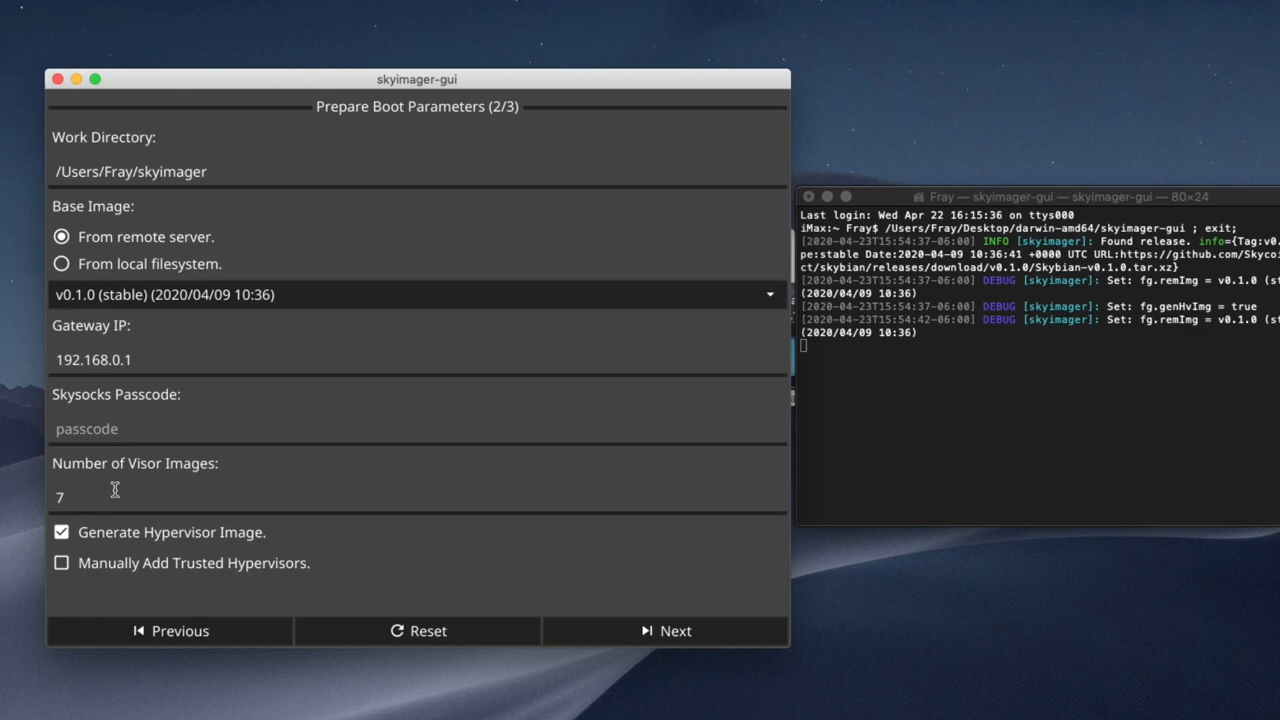 skyimager-gui
Prepare Boot Parameters (2/3)
Work Directory:
/Users/Fray/skyimager
Base Image:
From remote server.
From local filesystem.
v0.1.0 (stable) (2020/04/09 10:36)
Gateway IP:
192.168.0.1
Skysocks Passcode:
passcode
Number of Visor Images:
7
Generate Hypervisor Image.
Manually Add Trusted Hypervisors.
Previous
Reset
Next
Fray — skyimager-gui — skyimager-gui — 80×24
Last login: Wed Apr 22 16:15:36 on ttys000
iMax:~ Fray$ /Users/Fray/Desktop/darwin-amd64/skyimager-gui ; exit;
[2020-04-23T15:54:37-06:00] INFO [skyimager]: Found release. info={Tag:v0.
pe:stable Date:2020-04-09 10:36:41 +0000 UTC URL:https://github.com/Skycoi
ct/skybian/releases/download/v0.1.0/Skybian-v0.1.0.tar.xz}
[2020-04-23T15:54:37-06:00] DEBUG [skyimager]: Set: fg.remImg = v0.1.0 (st
(2020/04/09 10:36)
[2020-04-23T15:54:37-06:00] DEBUG [skyimager]: Set: fg.genHvImg = true
[2020-04-23T15:54:42-06:00] DEBUG [skyimager]: Set: fg.remImg = v0.1.0 (st
(2020/04/09 10:36)